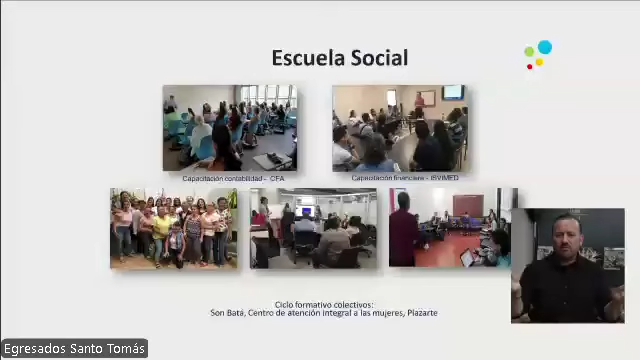 Escuela Social
Capacitación contabilidad - CFA
Capacitación financiera - ISVIMED
Ciclo formativo colectivos:
Son Batá, Centro de atención integral a las mujeres, Plazarte
Egresados Santo Tomás